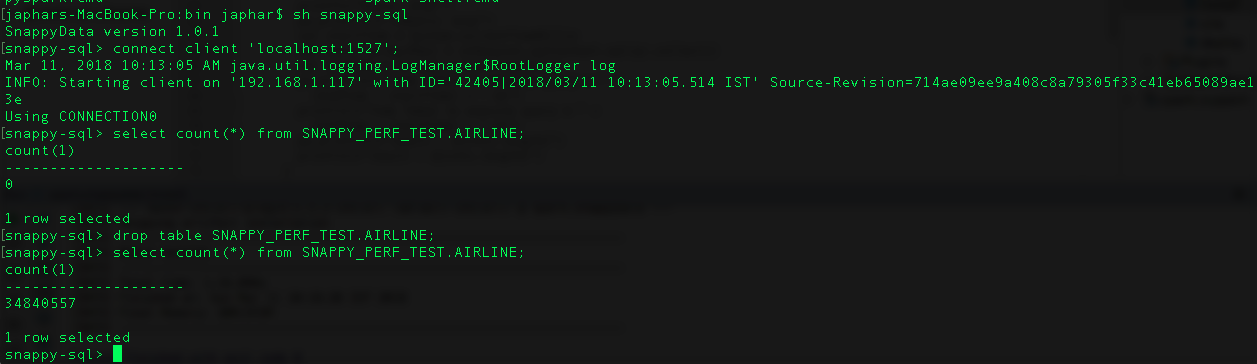 [japhars-MacBook-Pro:bin japhar$ sh snappy-sql
SnappyData version 1.0.1
[snappy-sql> connect client 'localhost:1527';
Mar 11, 2018 10:13:05 AM java.util.logging.LogManager$RootLogger log
INFO: Starting client on '192.168.1.117' with ID='42405|2018/03/11 10:13:05.514 IST' Source-Revision=714ae09ee9a408c8a79305f33c41eb65089ae1
3e
Using CONNECTION0
[snappy-sql> select count(*) from SNAPPY_PERF_TEST.AIRLINE;
count(1)
--------------------
0
1 row selected
[snappy-sql> drop table SNAPPY_PERF_TEST.AIRLINE;
[snappy-sql> select count(*) from SNAPPY_PERF_TEST.AIRLINE;
count(1)
--------------------
34840557
1 row selected
snappy-sql>